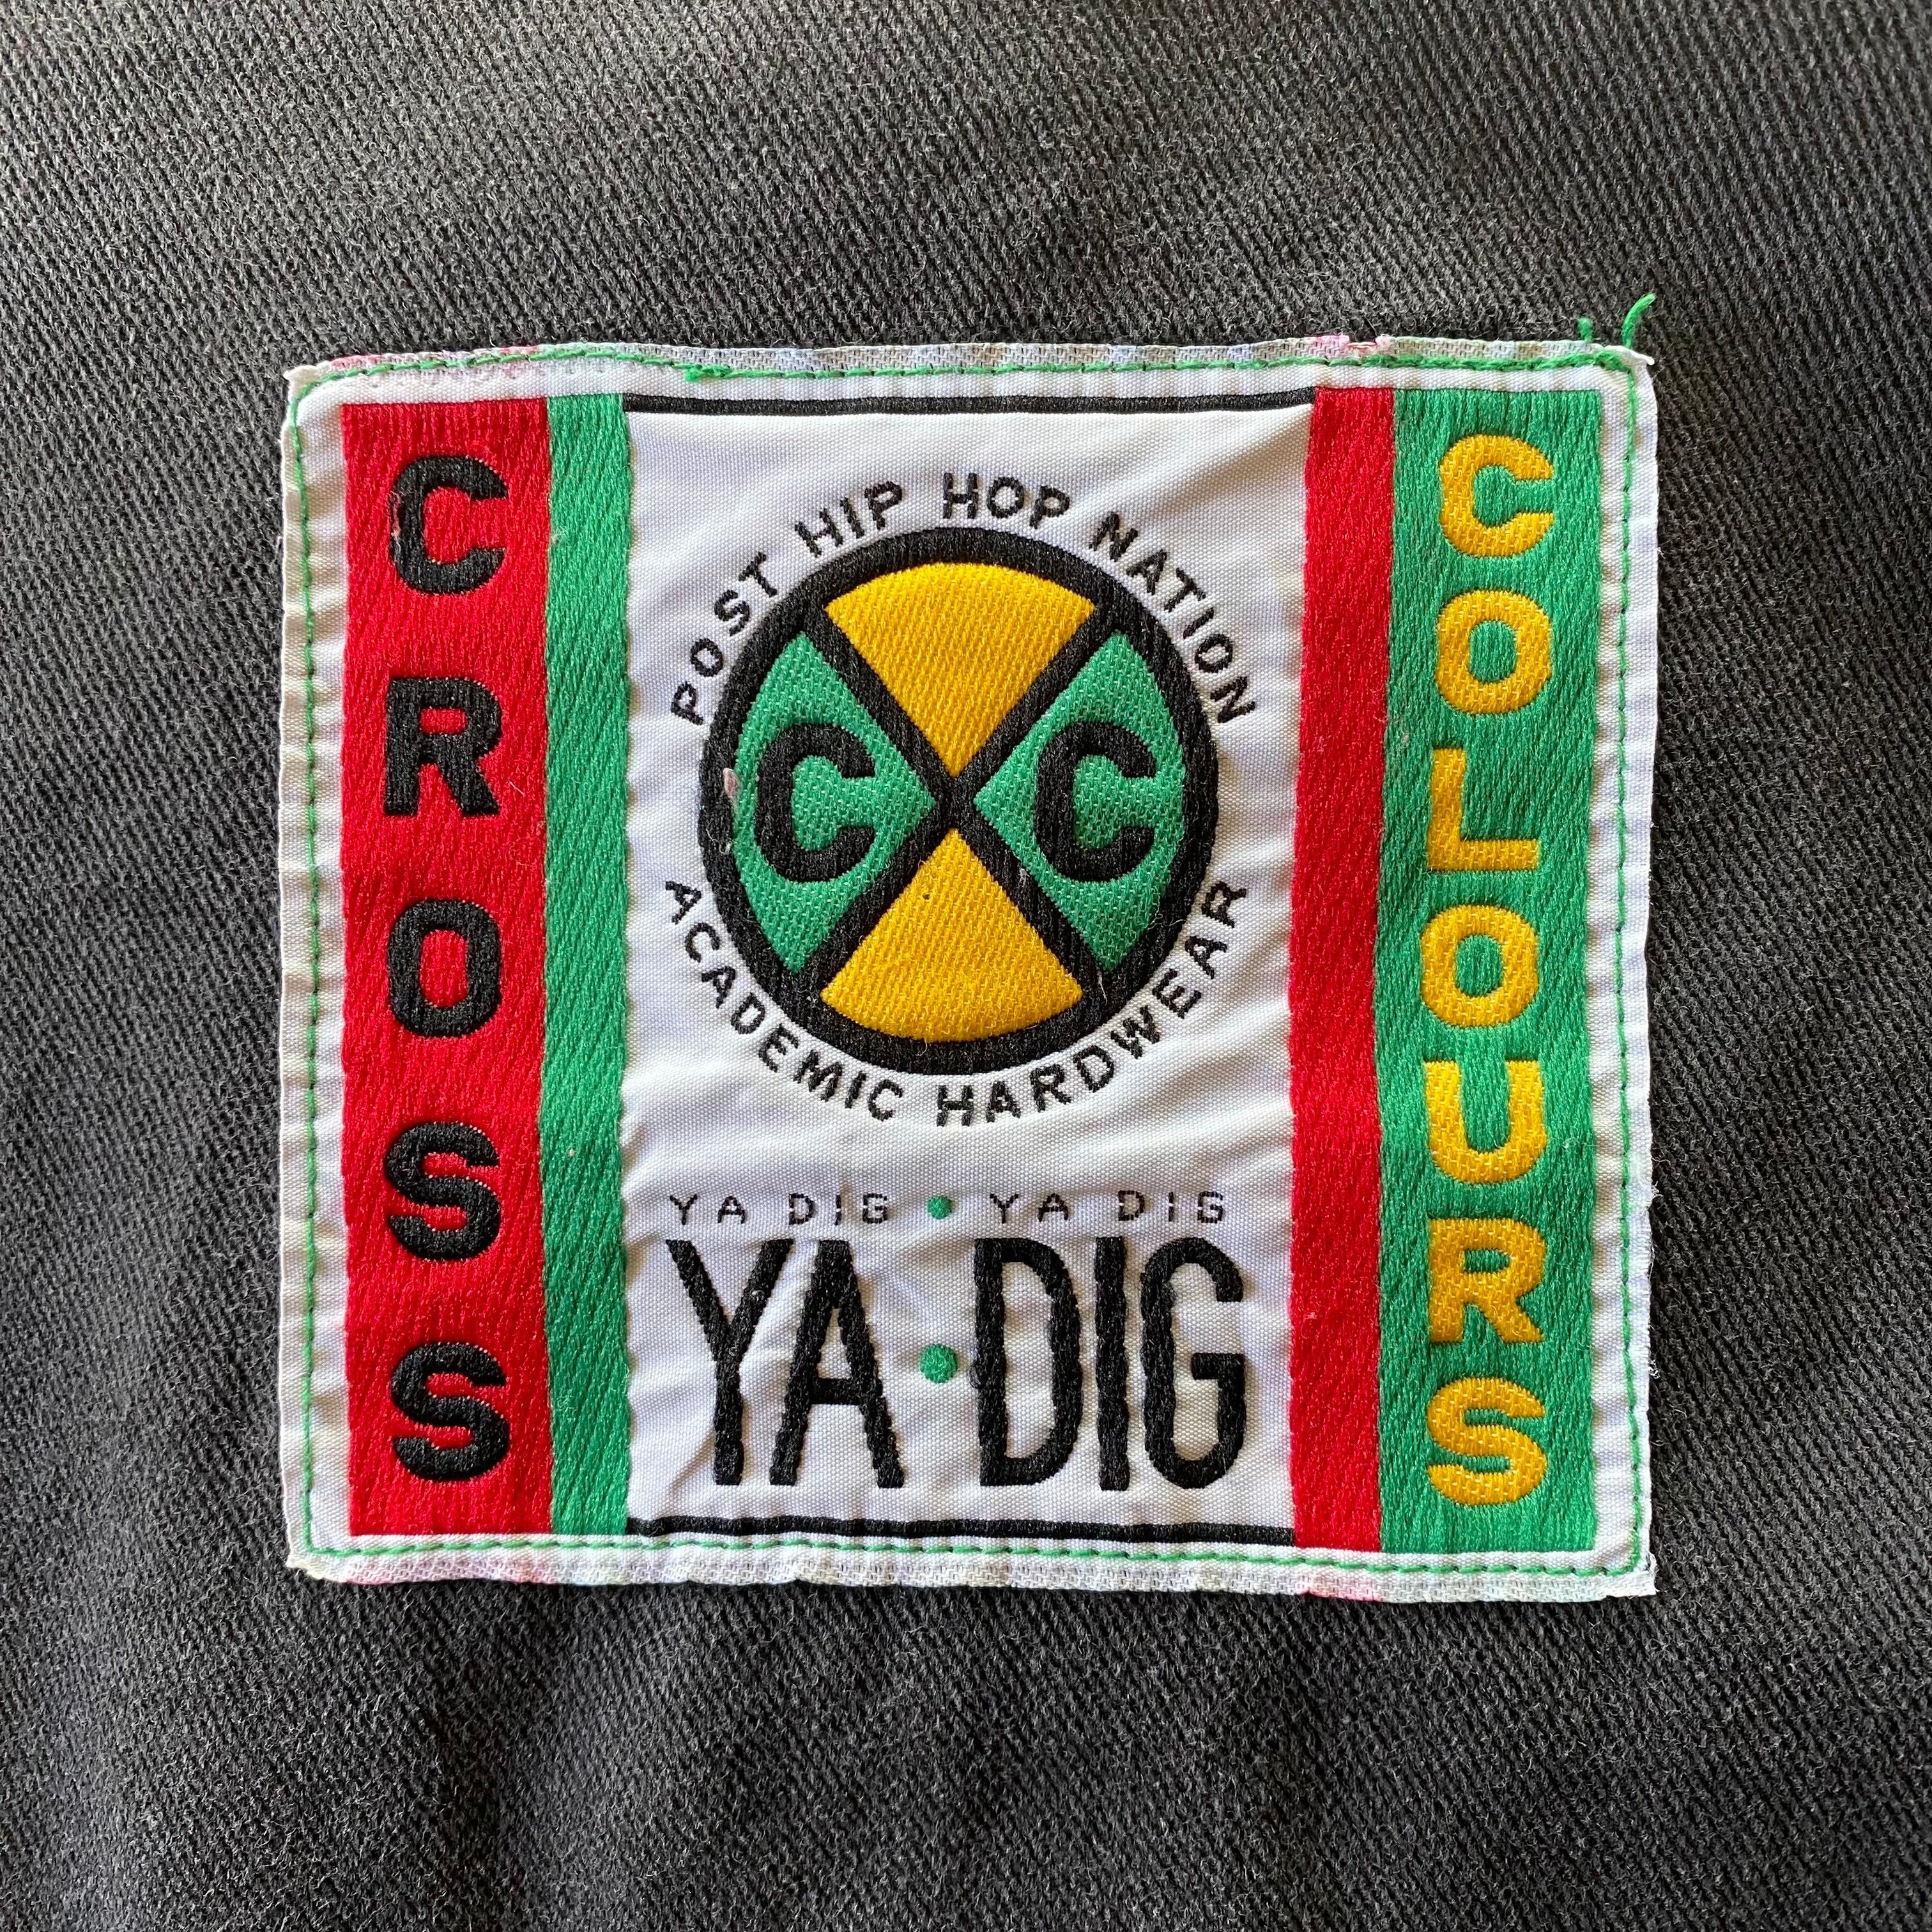 CROSS
POST HIP HOP NATION
C C
ACADEMIC HARDWEAR
YA DIG • YA DIG
YA • DIG
COLOURS